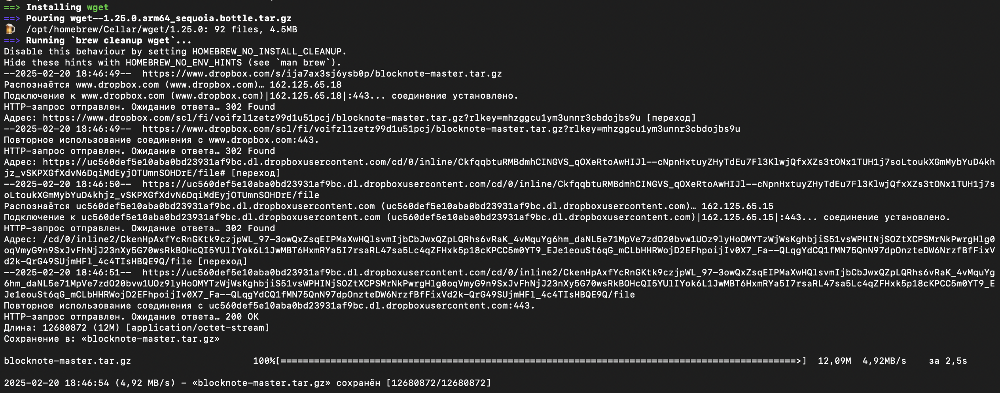 ==> Installing wget
==> Pouring wget--1.25.0.arm64_sequoia.bottle.tar.gz
🍺  /opt/homebrew/Cellar/wget/1.25.0: 92 files, 4.5MB
==> Running `brew cleanup wget`...
Disable this behaviour by setting HOMEBREW_NO_INSTALL_CLEANUP.
Hide these hints with HOMEBREW_NO_ENV_HINTS (see `man brew`).
--2025-02-20 18:46:49--  https://www.dropbox.com/s/ija7ax3sj6ysb0p/blocknote-master.tar.gz
Распознаётся www.dropbox.com (www.dropbox.com)… 162.125.65.18
Подключение к www.dropbox.com (www.dropbox.com)|162.125.65.18|:443... соединение установлено.
HTTP-запрос отправлен. Ожидание ответа… 302 Found
Адрес: https://www.dropbox.com/scl/fi/voifzl1zetz99d1u51pcj/blocknote-master.tar.gz?rlkey=mhzggcu1ym3unnr3cbdojbs9u [переход]
--2025-02-20 18:46:49--  https://www.dropbox.com/scl/fi/voifzl1zetz99d1u51pcj/blocknote-master.tar.gz?rlkey=mhzggcu1ym3unnr3cbdojbs9u
Повторное использование соединения с www.dropbox.com:443.
HTTP-запрос отправлен. Ожидание ответа… 302 Found
Адрес: https://uc560def5e10aba0bd23931af9bc.dl.dropboxusercontent.com/cd/0/inline/CkfqqbtuRMBdmhCINGVS_qOXeRtoAwHIJl--cNpnHxtuyZHyTdEu7Fl3KlwjQfxXZs3tONx1TUH1j7soLtoukXGmMybYuD4kh
jz_vSKPXGfXdvN6DqiMdEyjOTUmnSOHDrE/file# [переход]
--2025-02-20 18:46:50--  https://uc560def5e10aba0bd23931af9bc.dl.dropboxusercontent.com/cd/0/inline/CkfqqbtuRMBdmhCINGVS_qOXeRtoAwHIJl--cNpnHxtuyZHyTdEu7Fl3KlwjQfxXZs3tONx1TUH1j7s
oLtoukXGmMybYuD4khjz_vSKPXGfXdvN6DqiMdEyjOTUmnSOHDrE/file
Распознаётся uc560def5e10aba0bd23931af9bc.dl.dropboxusercontent.com (uc560def5e10aba0bd23931af9bc.dl.dropboxusercontent.com)… 162.125.65.15
Подключение к uc560def5e10aba0bd23931af9bc.dl.dropboxusercontent.com (uc560def5e10aba0bd23931af9bc.dl.dropboxusercontent.com)|162.125.65.15|:443... соединение установлено.
HTTP-запрос отправлен. Ожидание ответа… 302 Found
Адрес: /cd/0/inline2/CkenHpAxfYcRnGKtk9czjpWL_97-3owQxZsqEIPMaXwHQlsvmIjbCbJwxQZpLQRhs6vRaK_4vMquYg6hm_daNL5e71MpVe7zdO20bvw1UOz9lyHoOMYTzWjWsKghbjiS51vsWPHINjSOZtXCPSMrNkPwrgHlg0
oqVmyG9n9SxJvFhNjJ23nXy5G70wsRkBOHcQI5YUlIYok6L1JwMBT6HxmRYa5I7rsaRL47sa5Lc4qZFHxk5p18cKPCC5m0YT9_EJe1eouSt6qG_mCLbHHRWojD2EFhpoijIv0X7_Fa--QLqgYdCQ1fMN75QnN97dpOnzteDW6NrzfBfFixV
d2k-QrG49SUjmHFl_4c4TIsHBQE9Q/file [переход]
--2025-02-20 18:46:51--  https://uc560def5e10aba0bd23931af9bc.dl.dropboxusercontent.com/cd/0/inline2/CkenHpAxfYcRnGKtk9czjpWL_97-3owQxZsqEIPMaXwHQlsvmIjbCbJwxQZpLQRhs6vRaK_4vMquYg
6hm_daNL5e71MpVe7zdO20bvw1UOz9lyHoOMYTzWjWsKghbjiS51vsWPHINjSOZtXCPSMrNkPwrgHlg0oqVmyG9n9SxJvFhNjJ23nXy5G70wsRkBOHcQI5YUlIYok6L1JwMBT6HxmRYa5I7rsaRL47sa5Lc4qZFHxk5p18cKPCC5m0YT9_E
Je1eouSt6qG_mCLbHHRWojD2EFhpoijIv0X7_Fa--QLqgYdCQ1fMN75QnN97dpOnzteDW6NrzfBfFixVd2k-QrG49SUjmHFl_4c4TIsHBQE9Q/file
Повторное использование соединения с uc560def5e10aba0bd23931af9bc.dl.dropboxusercontent.com:443.
HTTP-запрос отправлен. Ожидание ответа… 200 OK
Длина: 12680872 (12M) [application/octet-stream]
Сохранение в: «blocknote-master.tar.gz»
blocknote-master.tar.gz                      100%[=============================================================================================>]  12,09M  4,92MB/s    за 2,5s
2025-02-20 18:46:54 (4,92 MB/s) - «blocknote-master.tar.gz» сохранён [12680872/12680872]